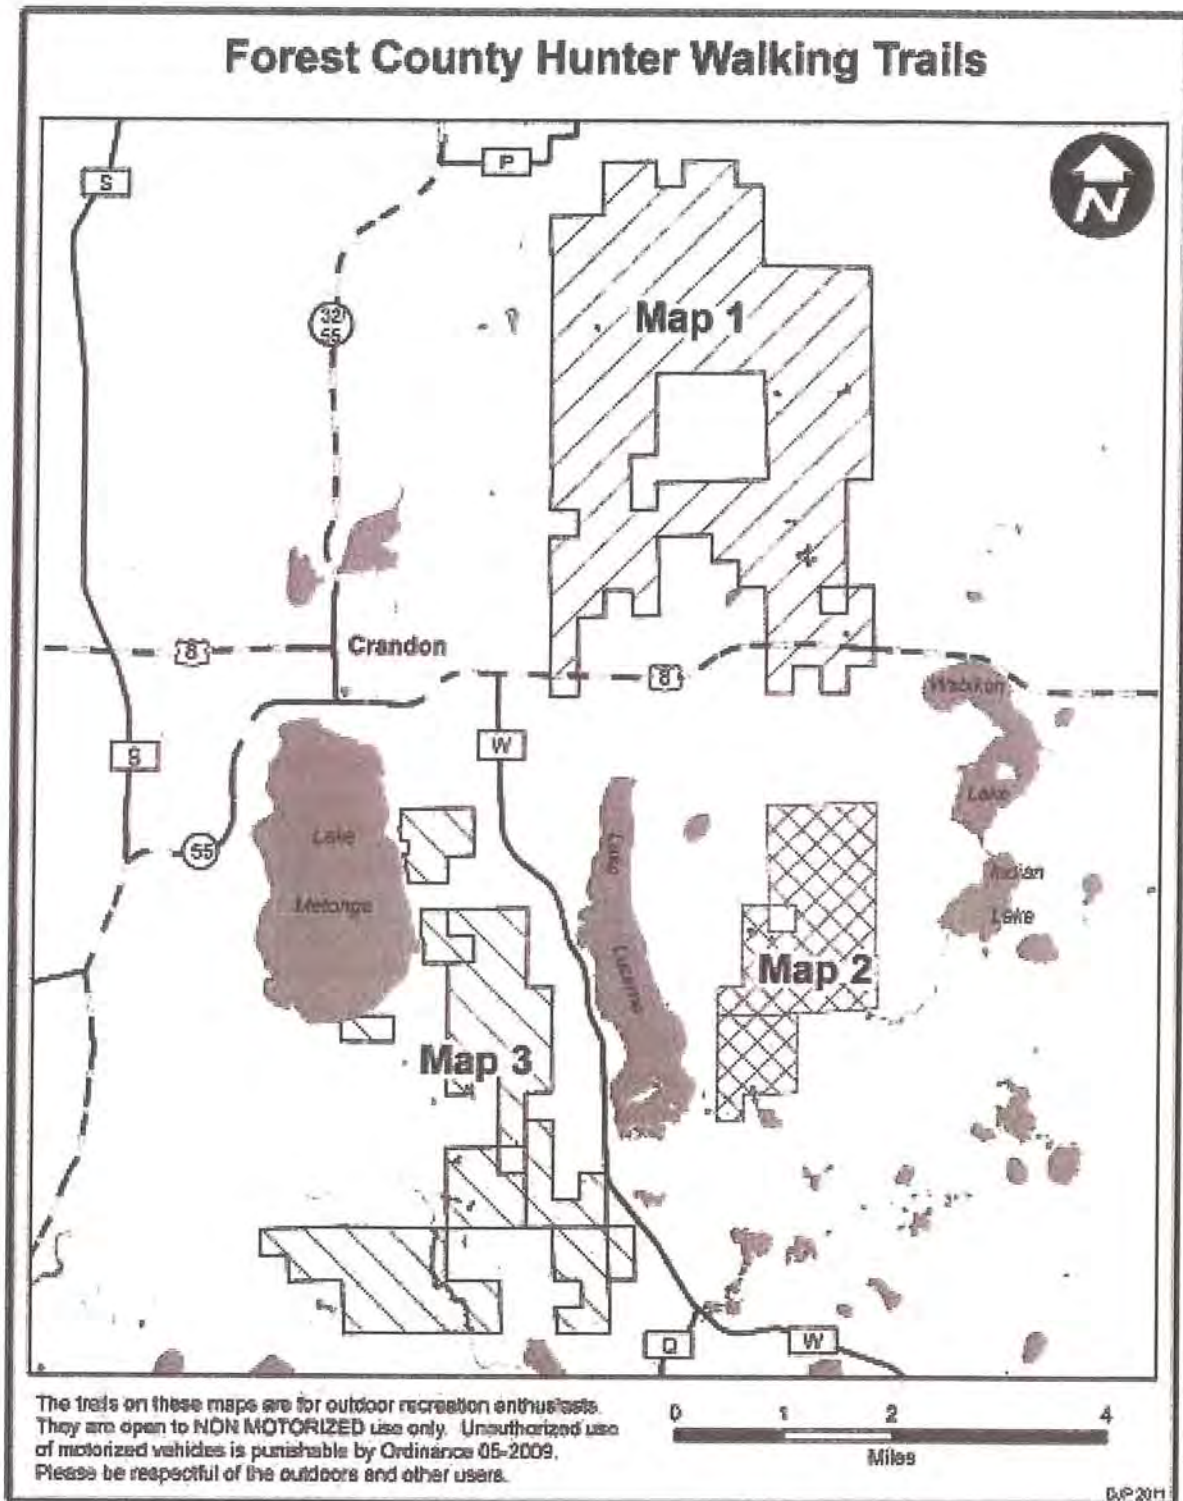 Forest County Hunter Walking Trails
P
S
N
32/
55
Map 1
8
Crandon
8
Wabikon
S
W
Lake
Lake
Lake
55
Indian
Metonga
Lake
Map 2
Lucerne
Map 3
Q
W
The trails on these maps are for outdoor recreation enthusiasts.
They are open to NON MOTORIZED use only. Unauthorized use
of motorized vehicles is punishable by Ordinance 05-2009.
Please be respectful of the outdoors and other users.
0 1 2 4
Miles
2011